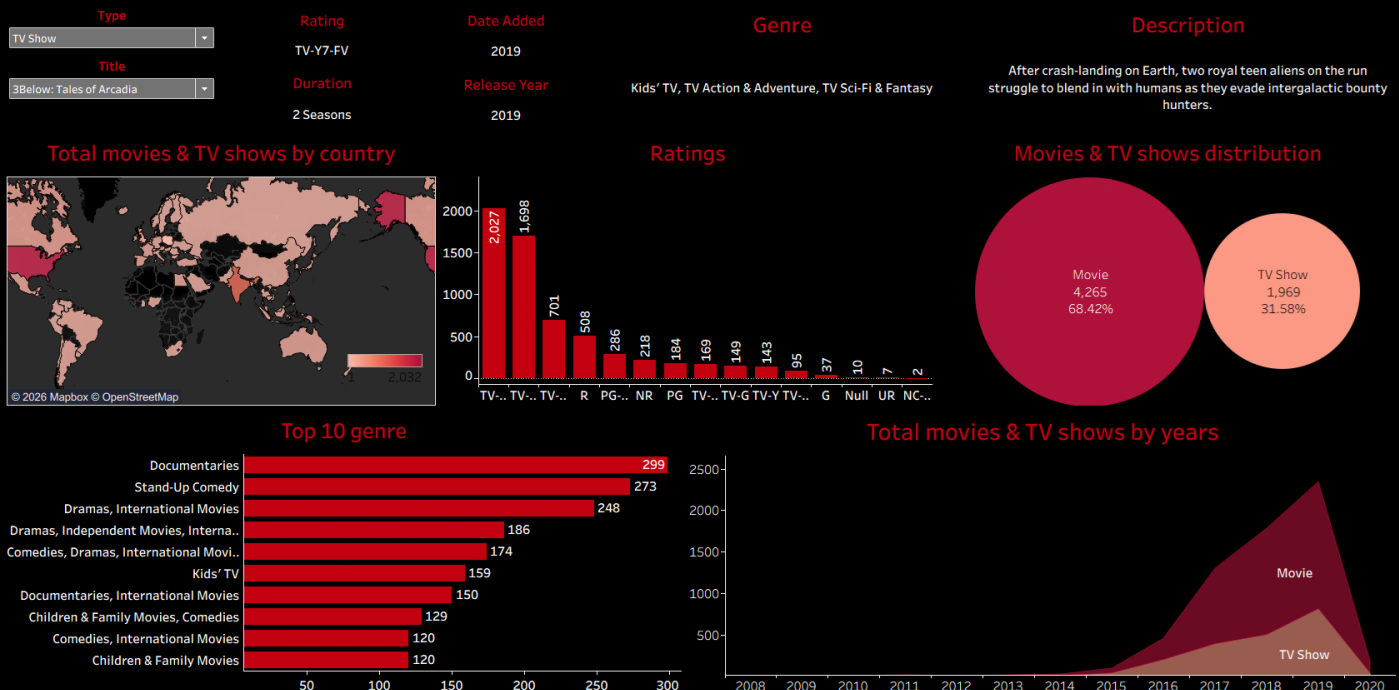 Type
TV Show
Title
3Below: Tales of Arcadia
Rating
TV-Y7-FV
Duration
2 Seasons
Date Added
2019
Release Year
2019
Genre
Kids' TV, TV Action & Adventure, TV Sci-Fi & Fantasy
Description
After crash-landing on Earth, two royal teen aliens on the run
struggle to blend in with humans as they evade intergalactic bounty
hunters.
Total movies & TV shows by country
1
2,032
© 2026 Mapbox © OpenStreetMap
Ratings
2000
1500
1000
500
0
2,027
1,698
701
508
286
218
184
169
149
143
95
37
10
7
2
TV-.. TV-.. TV-.. R PG-.. NR PG TV-.. TV-G TV-Y TV-.. G Null UR NC-..
Movies & TV shows distribution
Movie
4,265
68.42%
TV Show
1,969
31.58%
Top 10 genre
Documentaries 299
Stand-Up Comedy 273
Dramas, International Movies 248
Dramas, Independent Movies, Interna.. 186
Comedies, Dramas, International Movi.. 174
Kids' TV 159
Documentaries, International Movies 150
Children & Family Movies, Comedies 129
Comedies, International Movies 120
Children & Family Movies 120
50 100 150 200 250 300
Total movies & TV shows by years
2500
2000
1500
1000
500
Movie
TV Show
2008 2009 2010 2011 2012 2013 2014 2015 2016 2017 2018 2019 2020